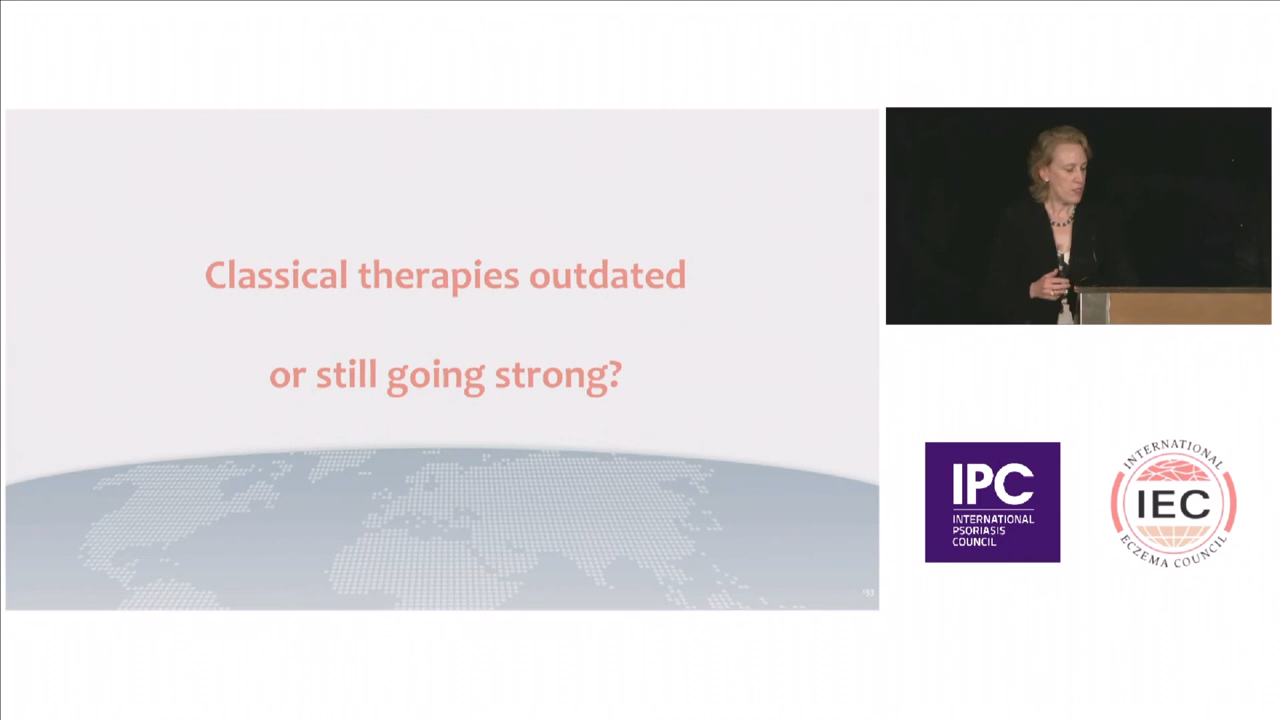 Classical therapies outdated
or still going strong?
IPC
INTERNATIONAL
PSORIASIS
COUNCIL
INTERNATIONAL
IEC
ECZEMA COUNCIL